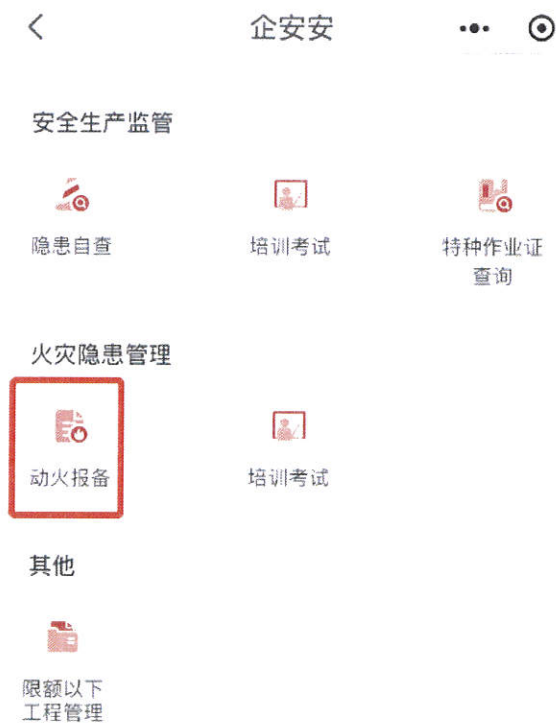 企安安
安全生产监管
隐患自查 培训考试 特种作业证
查询
火灾隐患管理
动火报备 培训考试
其他
限额以下
工程管理